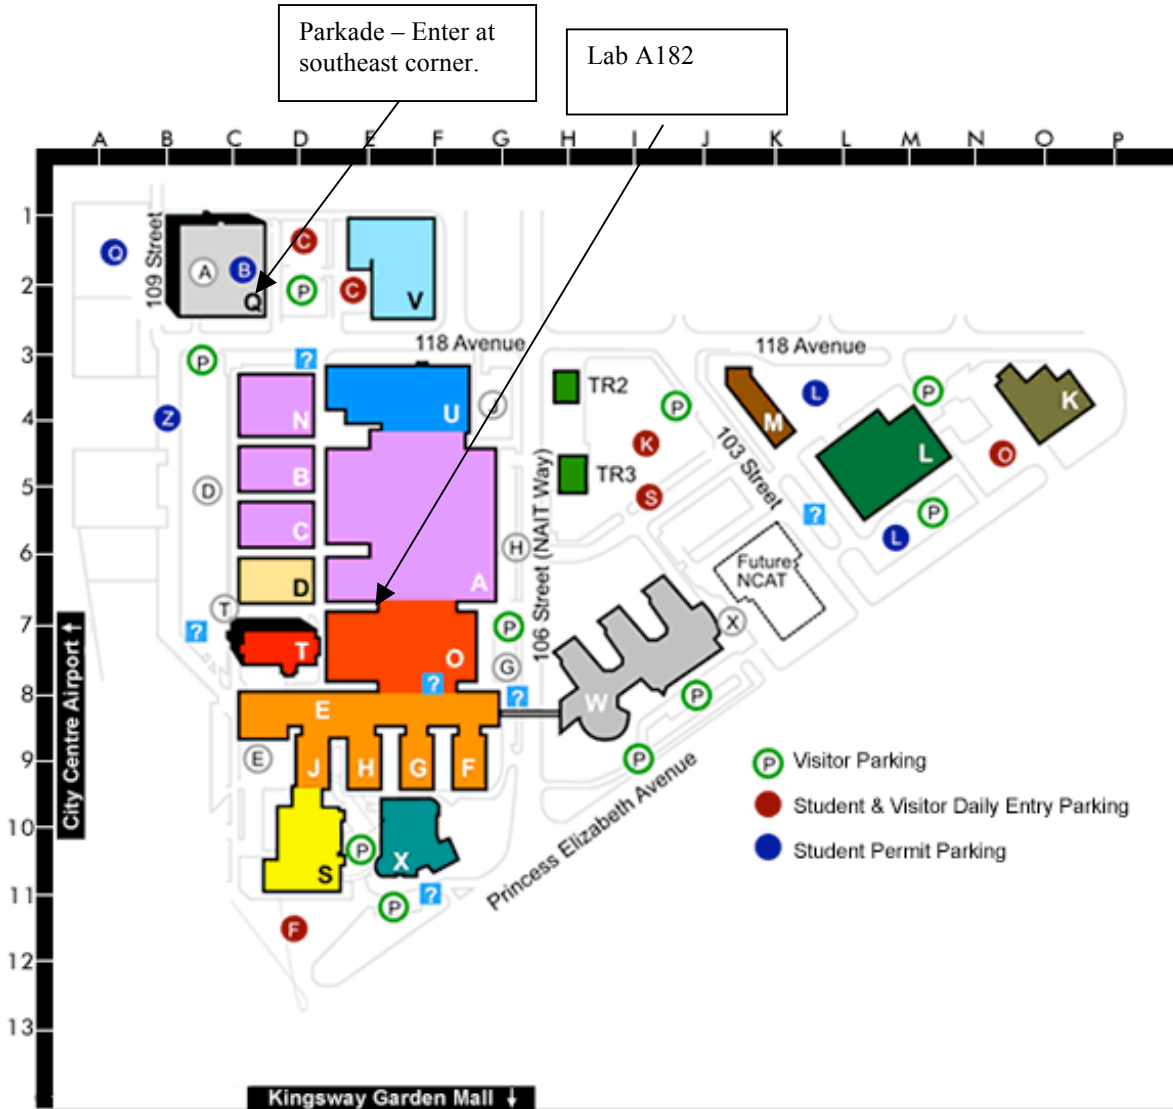 Parkade – Enter at
southeast corner.
Lab A182
A B C D E F G H I J K L M N O P
1
2
3
4
5
6
7
8
9
10
11
12
13
109 Street
Q
A
B
Q
C
P
C
V
118 Avenue
118 Avenue
P
?
Z
N
U
J
TR2
P
K
M
L
P
K
L
O
B
D
C
TR3
S
103 Street
?
P
L
106 Street (NAIT Way)
H
A
D
Future
NCAT
T
?
T
O
P
G
?
?
X
W
P
P
E
E
J
H
G
F
S
P
X
?
P
F
Princess Elizabeth Avenue
City Centre Airport ↑
P Visitor Parking
Student & Visitor Daily Entry Parking
Student Permit Parking
Kingsway Garden Mall ↓